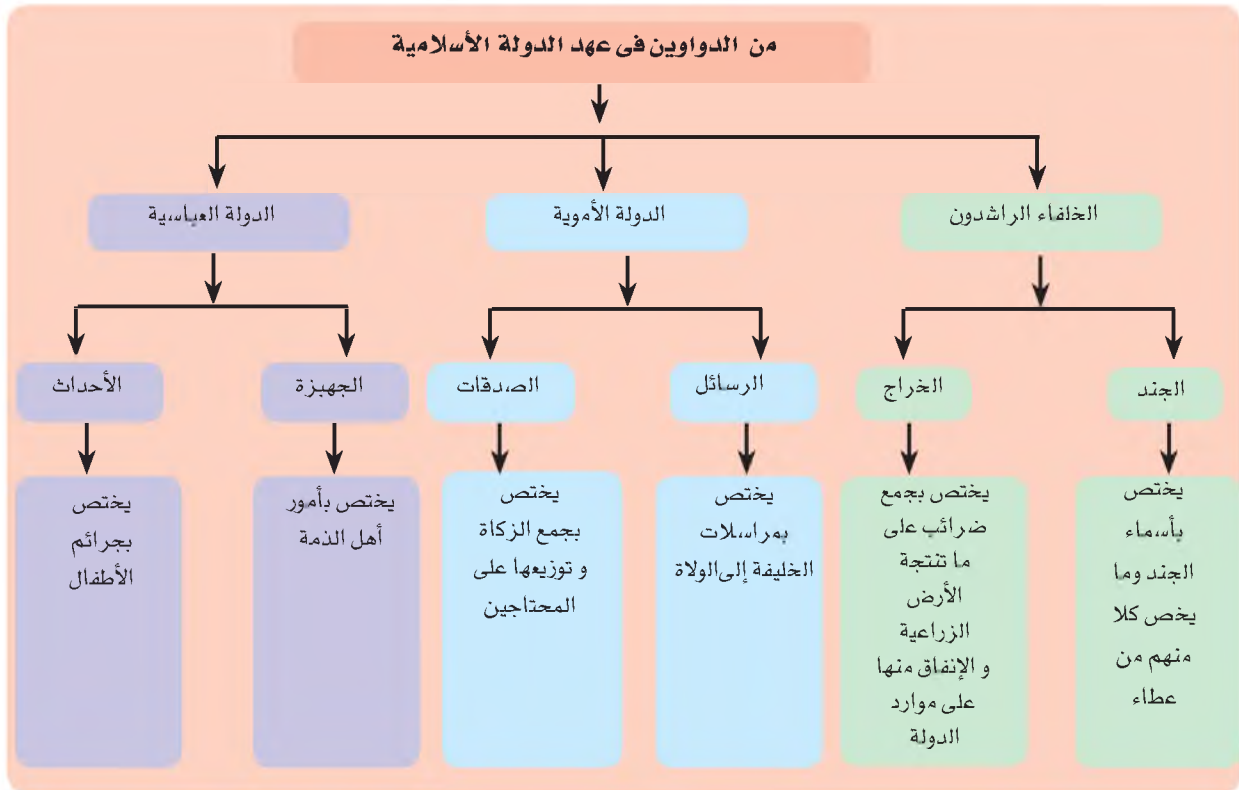 من الدواوين فى عهد الدولة الأسلامية
الخلفاء الراشدون
الدولة الأموية
الدولة العباسية
الجند
الخراج
الرسائل
الصدقات
الجهبزة
الأحداث
يختص
بأسماء
الجند وما
يخص كلا
منهم من
عطاء
يختص بجمع
ضرائب على
ما تنتجة
الأرض
الزراعية
و الإنفاق منها
على موارد
الدولة
يختص
بمراسلات
الخليفة إلى الولاة
يختص
بجمع الزكاة
و توزيعها على
المحتاجين
يختص بأمور
أهل الذمة
يختص
بجرائم
الأطفال